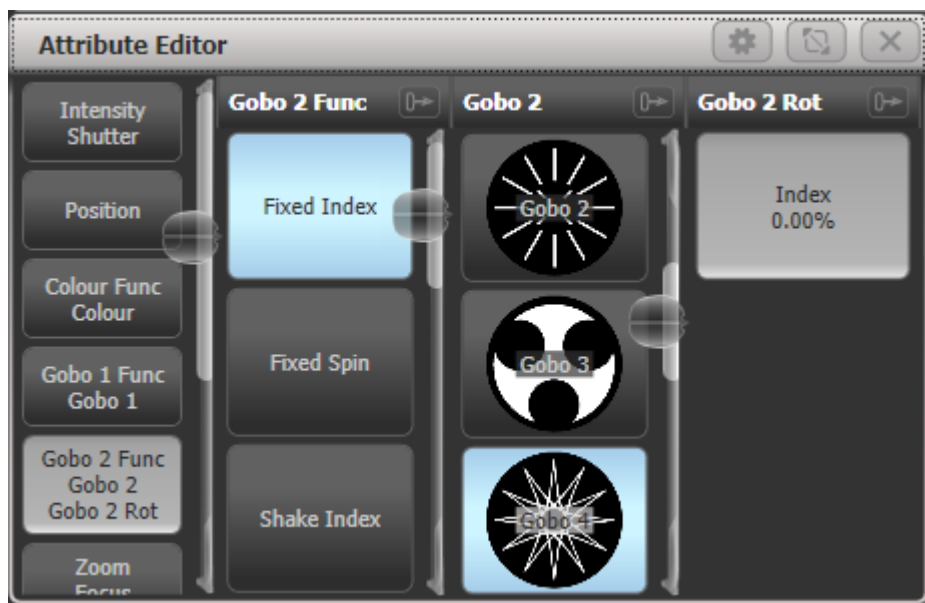 Attribute Editor
Intensity
Shutter
Position
Colour Func
Colour
Gobo 1 Func
Gobo 1
Gobo 2 Func
Gobo 2
Gobo 2 Rot
Zoom
Focus
Gobo 2 Func
Fixed Index
Fixed Spin
Shake Index
Gobo 2
Gobo 2
Gobo 3
Gobo 4
Gobo 2 Rot
Index
0.00%